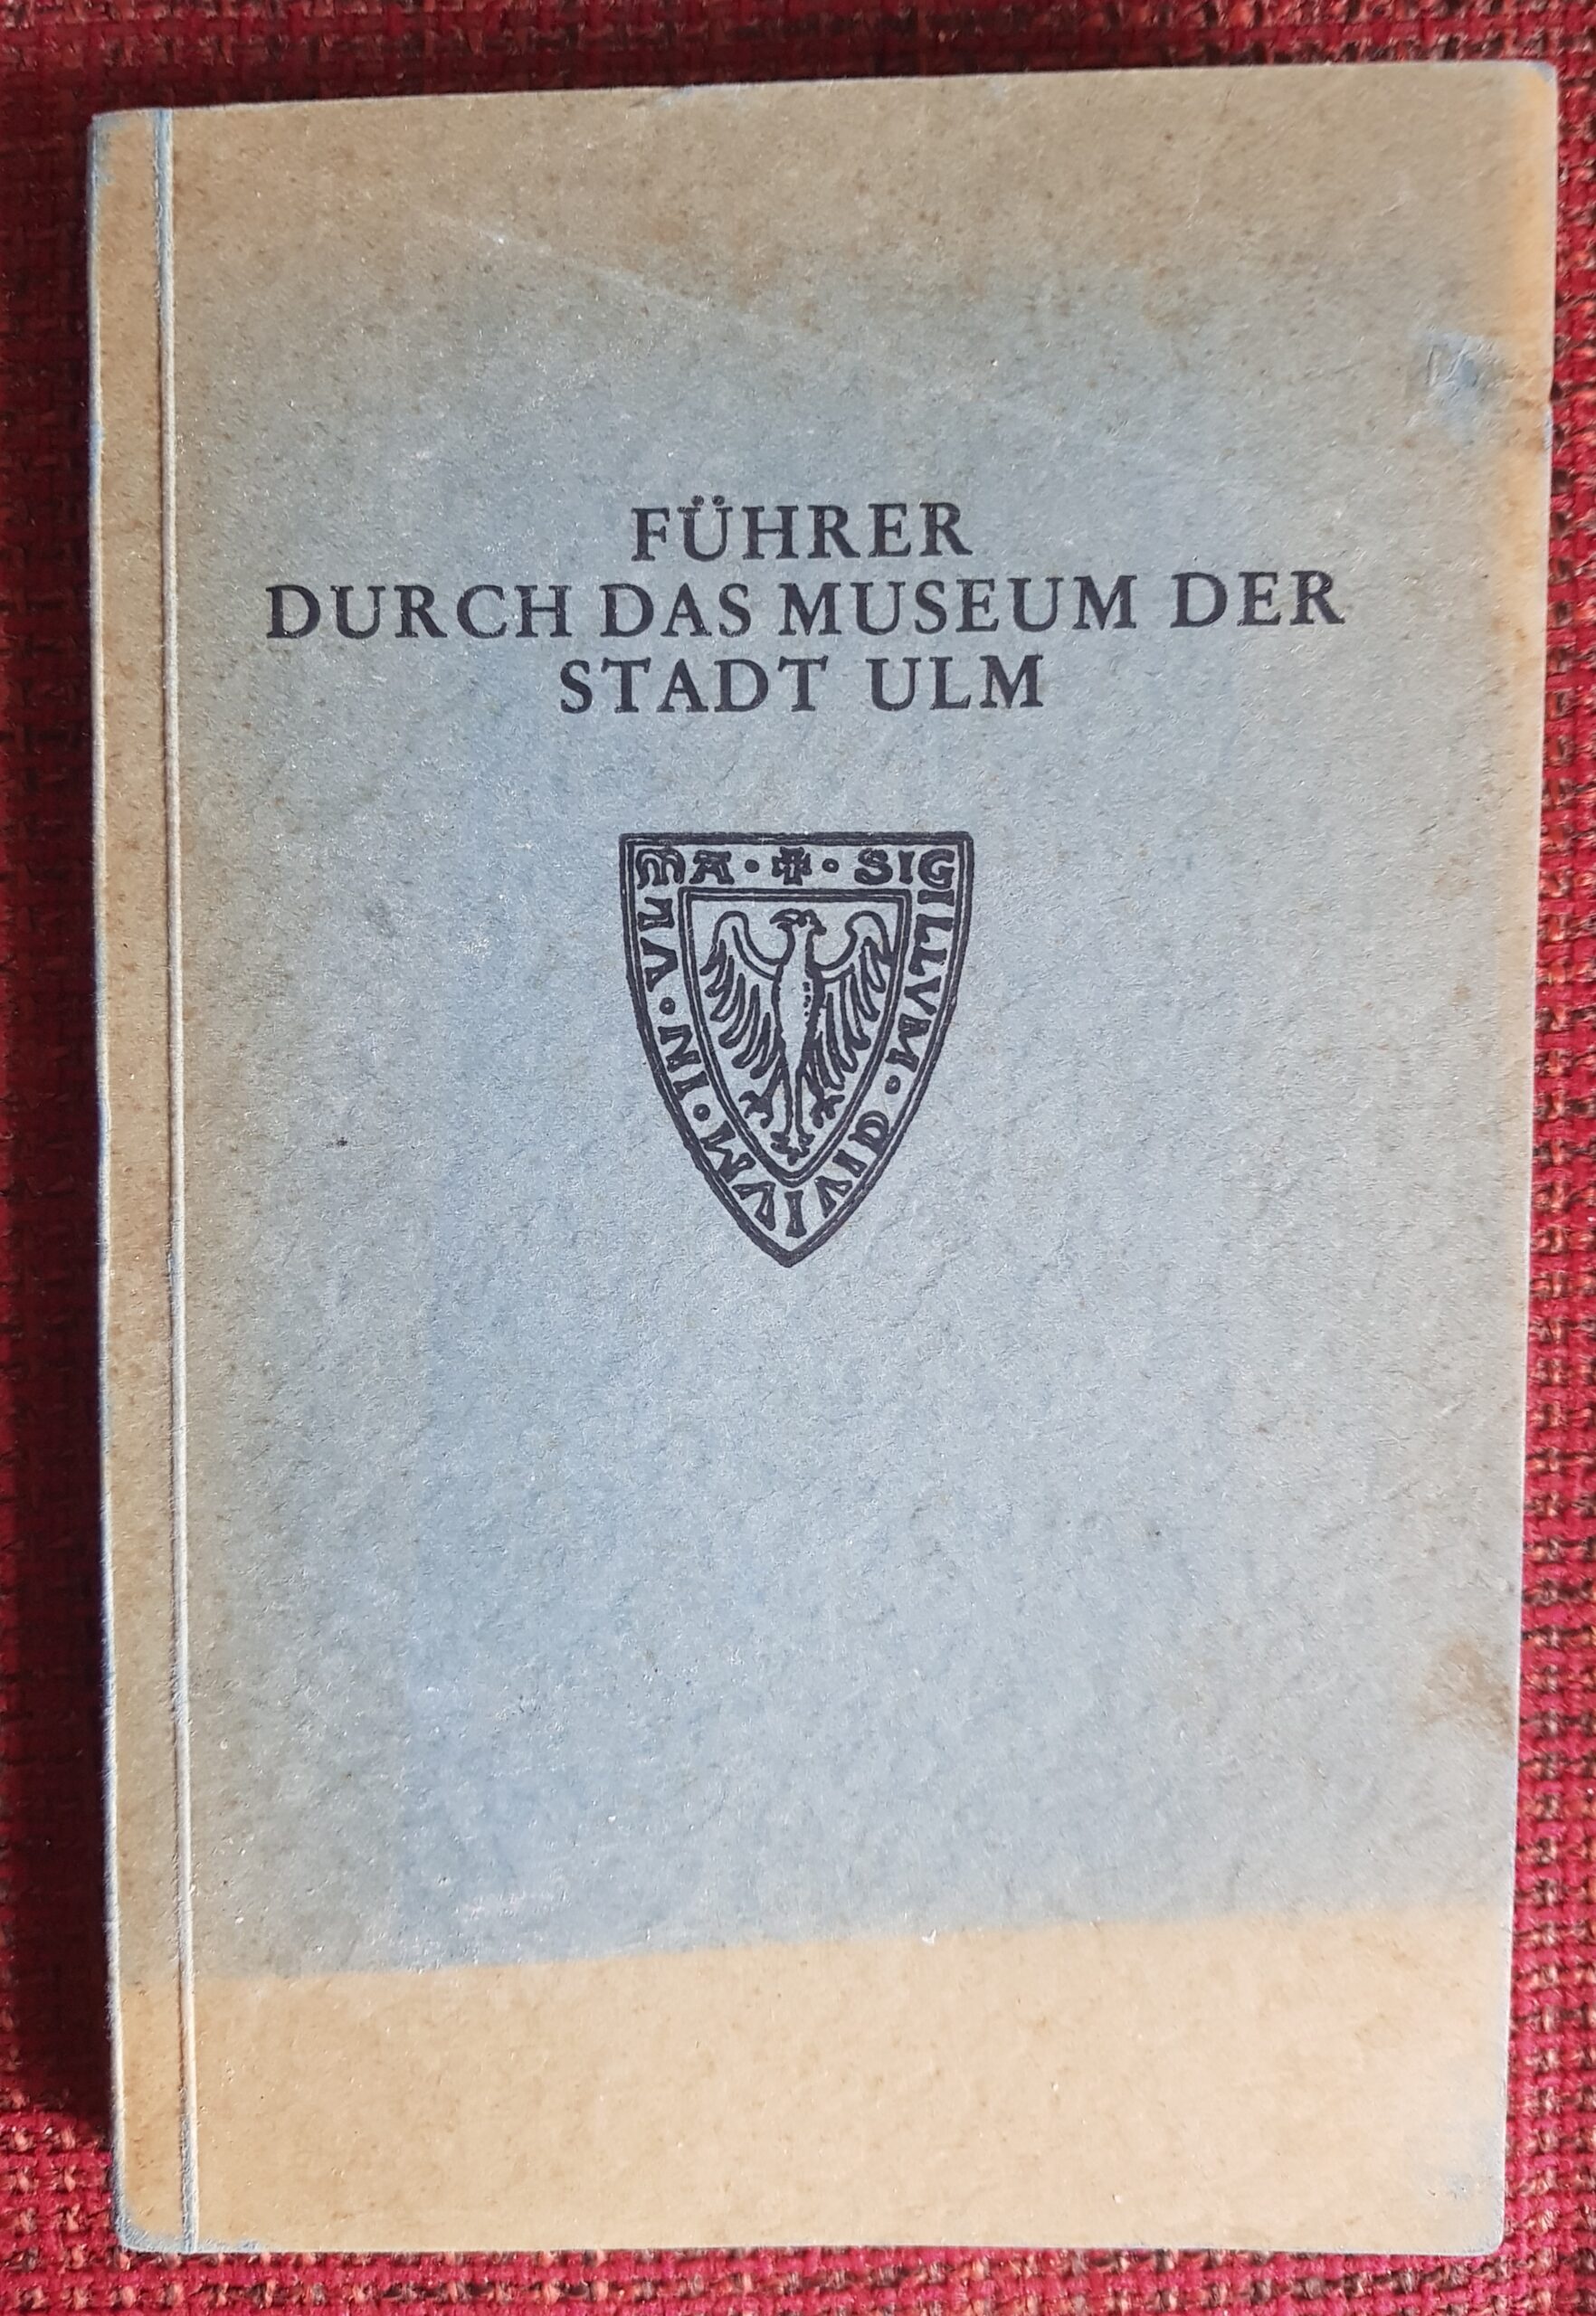 FÜHRER
DURCH DAS MUSEUM DER
STADT ULM
✠ · SIGILLVM · CIVIVM · IN · VLMA ·